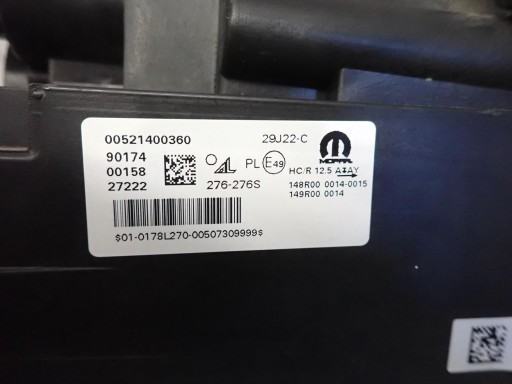 00521400360 29J22-C
90174 PL E49 MOPAR
00158 HC/R 12.5
27222 276-276S 148R00 0014-0015
149R00 0014
$01-0178L270-00507309999$